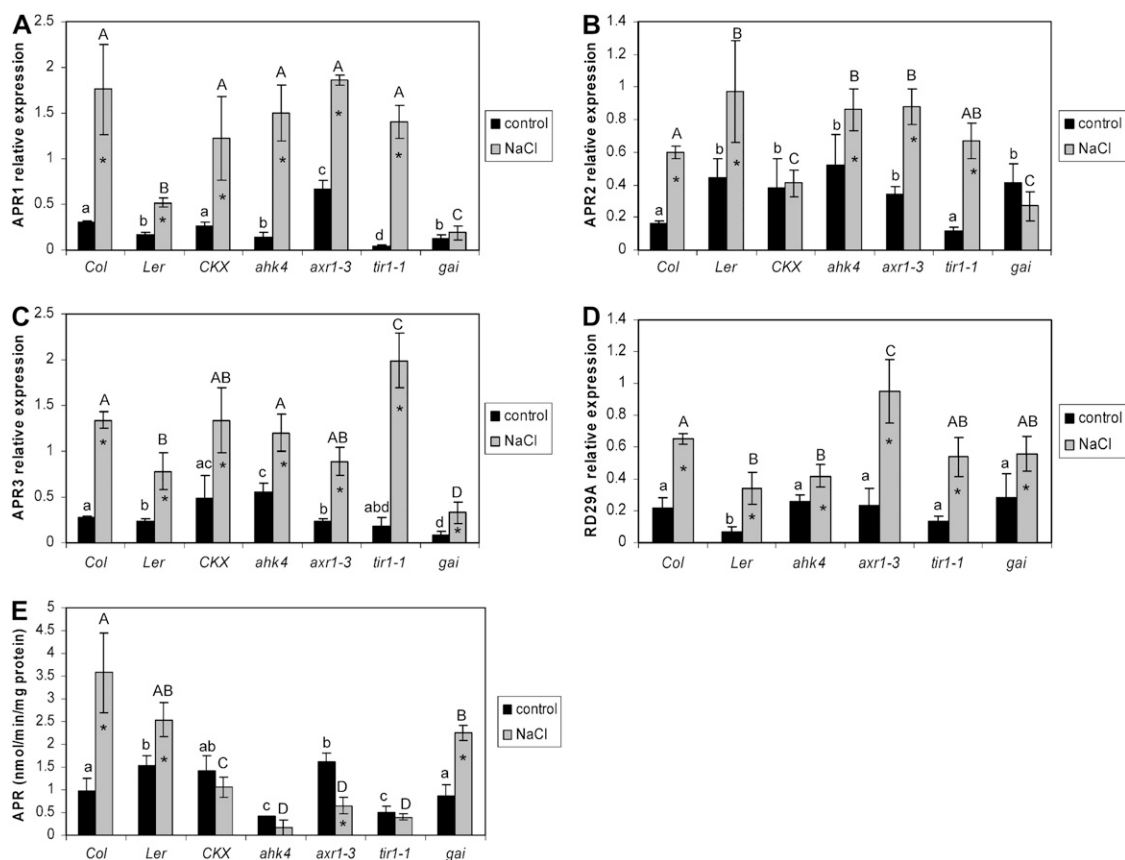 A
APR1 relative expression
2.5
2
1.5
1
0.5
0
a
A
*
b
B
*
a
A
*
b
A
*
c
A
*
d
A
*
b
C
Col
Ler
CKX
ahk4
axr1-3
tir1-1
gai
control
NaCl
B
APR2 relative expression
1.4
1.2
1
0.8
0.6
0.4
0.2
0
a
A
*
b
B
*
b
C
b
B
*
b
B
*
a
AB
*
b
C
Col
Ler
CKX
ahk4
axr1-3
tir1-1
gai
control
NaCl
C
APR3 relative expression
2.5
2
1.5
1
0.5
0
a
A
*
b
B
*
ac
AB
*
c
A
*
b
AB
*
abd
C
*
d
D
*
Col
Ler
CKX
ahk4
axr1-3
tir1-1
gai
control
NaCl
D
RD29A relative expression
1.4
1.2
1
0.8
0.6
0.4
0.2
0
a
A
*
b
B
*
a
B
*
a
C
*
a
AB
*
a
AB
*
Col
Ler
ahk4
axr1-3
tir1-1
gai
control
NaCl
E
APR (nmol/min/mg protein)
5
4.5
4
3.5
3
2.5
2
1.5
1
0.5
0
a
A
*
b
AB
*
ab
C
c
D
b
D
*
c
D
a
B
*
Col
Ler
CKX
ahk4
axr1-3
tir1-1
gai
control
NaCl